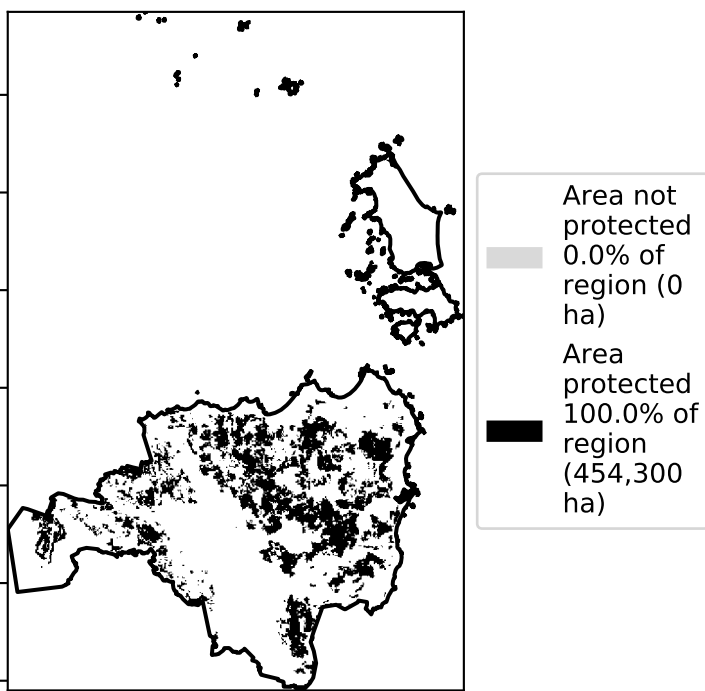 Area not
protected
0.0% of
region (0
ha)
Area
protected
100.0% of
region
(454,300
ha)